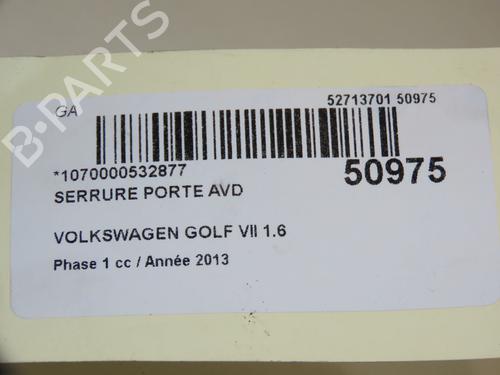 GA
52713701 50975
*1070000532877
50975
SERRURE PORTE AVD
VOLKSWAGEN GOLF VII 1.6
Phase 1 cc / Année 2013
B-PARTS